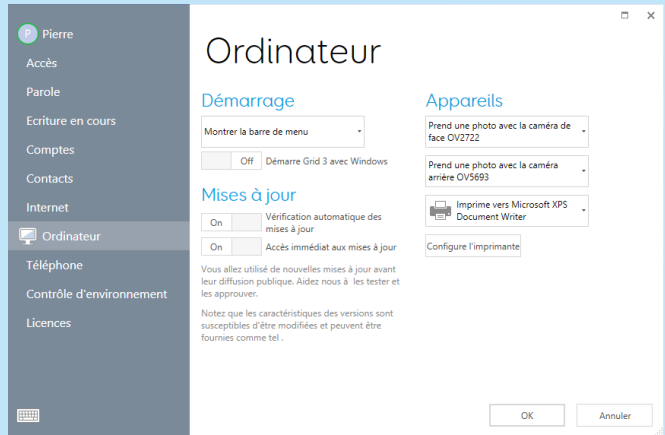 P Pierre
Accès
Parole
Ecriture en cours
Comptes
Contacts
Internet
Ordinateur
Téléphone
Contrôle d'environnement
Licences
Ordinateur
Démarrage
Montrer la barre de menu
Off Démarre Grid 3 avec Windows
Mises à jour
On Vérification automatique des
mises à jour
On Accès immédiat aux mises à jour
Vous allez utilisé de nouvelles mises à jour avant
leur diffusion publique. Aidez nous à les tester et
les approuver.
Notez que les caractéristiques des versions sont
susceptibles d'être modifiées et peuvent être
fournies comme tel .
Appareils
Prend une photo avec la caméra de
face OV2722
Prend une photo avec la caméra
arrière OV5693
Imprime vers Microsoft XPS
Document Writer
Configure l'imprimante
OK
Annuler